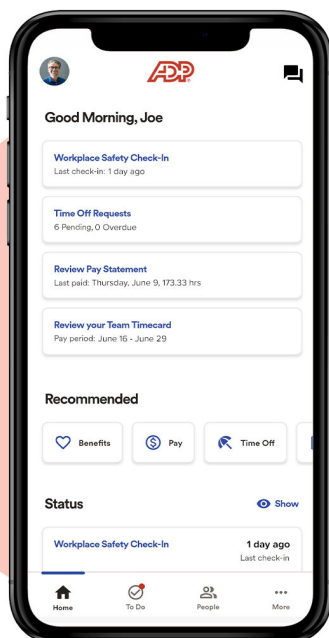 ADP
Good Morning, Joe
Workplace Safety Check-In
Last check-in: 1 day ago
Time Off Requests
6 Pending, 0 Overdue
Review Pay Statement
Last paid: Thursday, June 9, 173.33 hrs
Review your Team Timecard
Pay period: June 16 - June 29
Recommended
Benefits
Pay
Time Off
Status
Show
Workplace Safety Check-In
1 day ago
Last check-in
Home
To Do
People
More